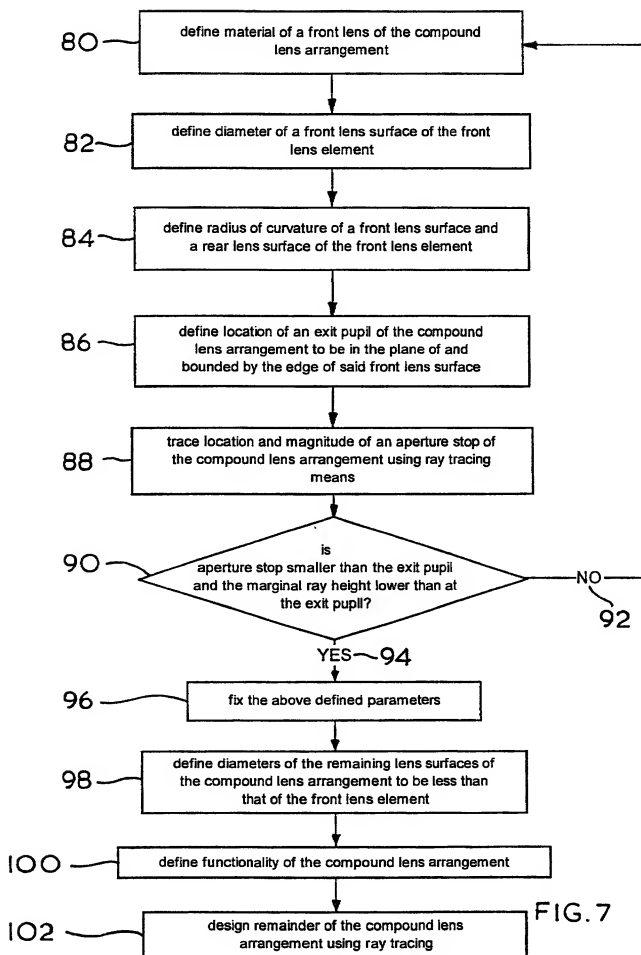 80
define material of a front lens of the compound
lens arrangement
82
define diameter of a front lens surface of the front
lens element
84
define radius of curvature of a front lens surface and
a rear lens surface of the front lens element
86
define location of an exit pupil of the compound
lens arrangement to be in the plane of and
bounded by the edge of said front lens surface
88
trace location and magnitude of an aperture stop of
the compound lens arrangement using ray tracing
means
90
is
aperture stop smaller than the exit pupil
and the marginal ray height lower than at
the exit pupil?
NO
92
YES
94
96
fix the above defined parameters
98
define diameters of the remaining lens surfaces of
the compound lens arrangement to be less than
that of the front lens element
100
define functionality of the compound lens arrangement
102
design remainder of the compound lens
arrangement using ray tracing
FIG. 7